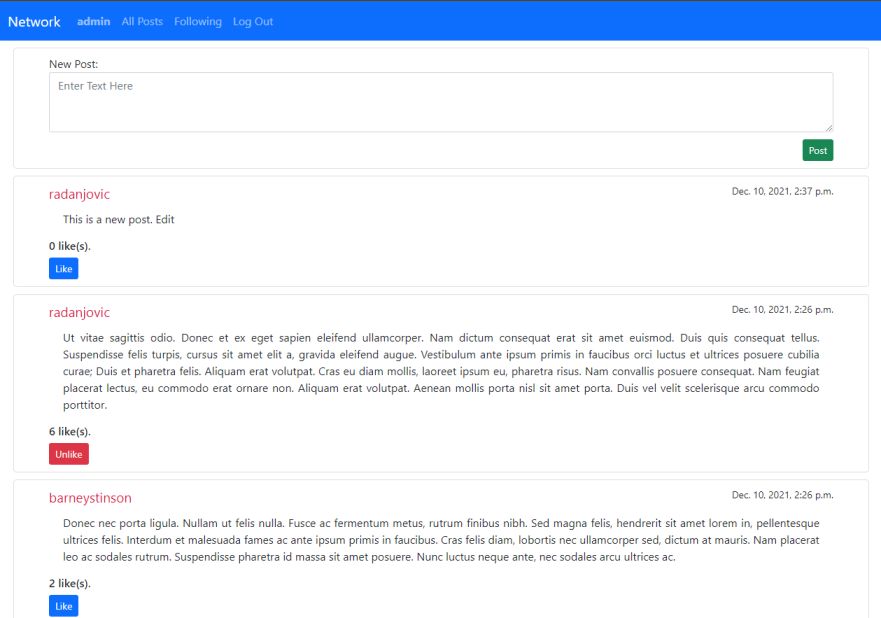 Network admin All Posts Following Log Out
New Post:
Enter Text Here
Post
radanjovic Dec. 10, 2021, 2:37 p.m.
This is a new post. Edit
0 like(s).
Like
radanjovic Dec. 10, 2021, 2:26 p.m.
Ut vitae sagittis odio. Donec et ex eget sapien eleifend ullamcorper. Nam dictum consequat erat sit amet euismod. Duis quis consequat tellus.
Suspendisse felis turpis, cursus sit amet elit a, gravida eleifend augue. Vestibulum ante ipsum primis in faucibus orci luctus et ultrices posuere cubilia
curae; Duis et pharetra felis. Aliquam erat volutpat. Cras eu diam mollis, laoreet ipsum eu, pharetra risus. Nam convallis posuere consequat. Nam feugiat
placerat lectus, eu commodo erat ornare non. Aliquam erat volutpat. Aenean mollis porta nisl sit amet porta. Duis vel velit scelerisque arcu commodo
porttitor.
6 like(s).
Unlike
barneystinson Dec. 10, 2021, 2:26 p.m.
Donec nec porta ligula. Nullam ut felis nulla. Fusce ac fermentum metus, rutrum finibus nibh. Sed magna felis, hendrerit sit amet lorem in, pellentesque
ultrices felis. Interdum et malesuada fames ac ante ipsum primis in faucibus. Cras felis diam, lobortis nec ullamcorper sed, dictum at mauris. Nam placerat
leo ac sodales rutrum. Suspendisse pharetra id massa sit amet posuere. Nunc luctus neque ante, nec sodales arcu ultrices ac.
2 like(s).
Like